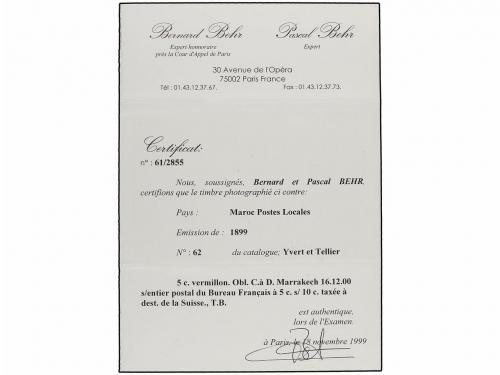 Bernard Behr
Pascal Behr
Expert honoraire
près la Cour d'Appel de Paris
Expert
30 Avenue de l'Opéra
75002 Paris France
Tél : 01.43.12.37.67.
Fax : 01.43.12.37.73.
Certificat:
n° : 61/2855
Nous, soussignés, Bernard et Pascal BEHR,
certifions que le timbre photographié ci contre:
Pays : Maroc Postes Locales
Emission de : 1899
N° : 62 du catalogue; Yvert et Tellier
5 c. vermillon. Obl. C.à D. Marrakech 16.12.00
s/entier postal du Bureau Français à 5 c. s/ 10 c. taxée à
dest. de la Suisse., T.B.
est authentique,
lors de l'Examen.
à Paris, le 18 novembre 1999